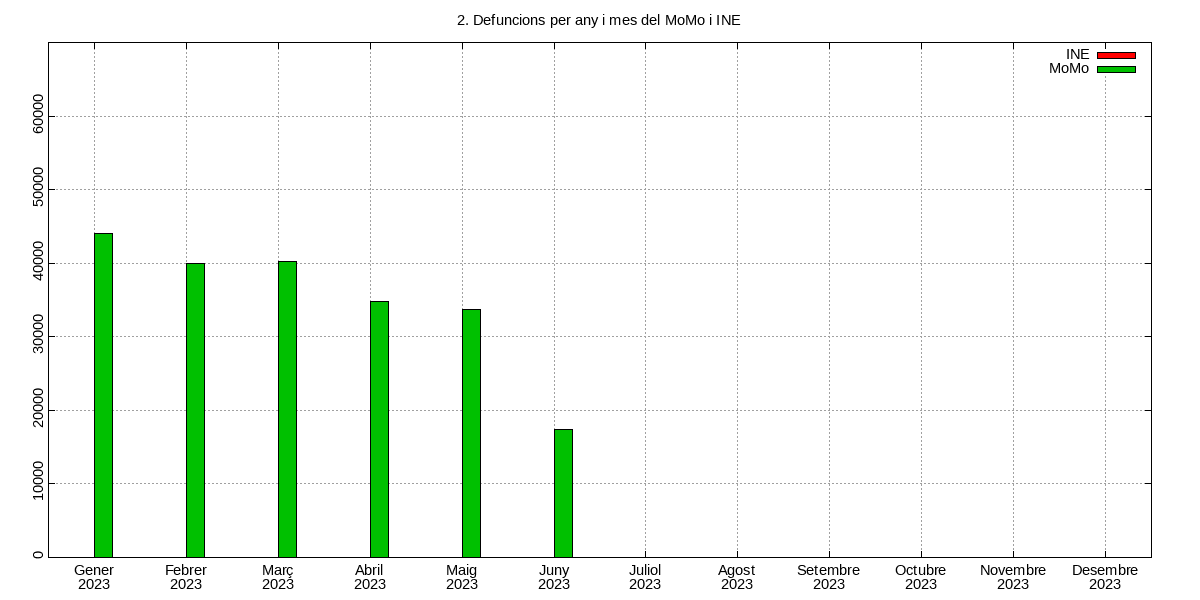 2. Defuncions per any i mes del MoMo i INE
INE
MoMo
60000
50000
40000
30000
20000
10000
0
Gener Febrer Març Abril Maig Juny Juliol Agost Setembre Octubre Novembre Desembre
2023 2023 2023 2023 2023 2023 2023 2023 2023 2023 2023 2023